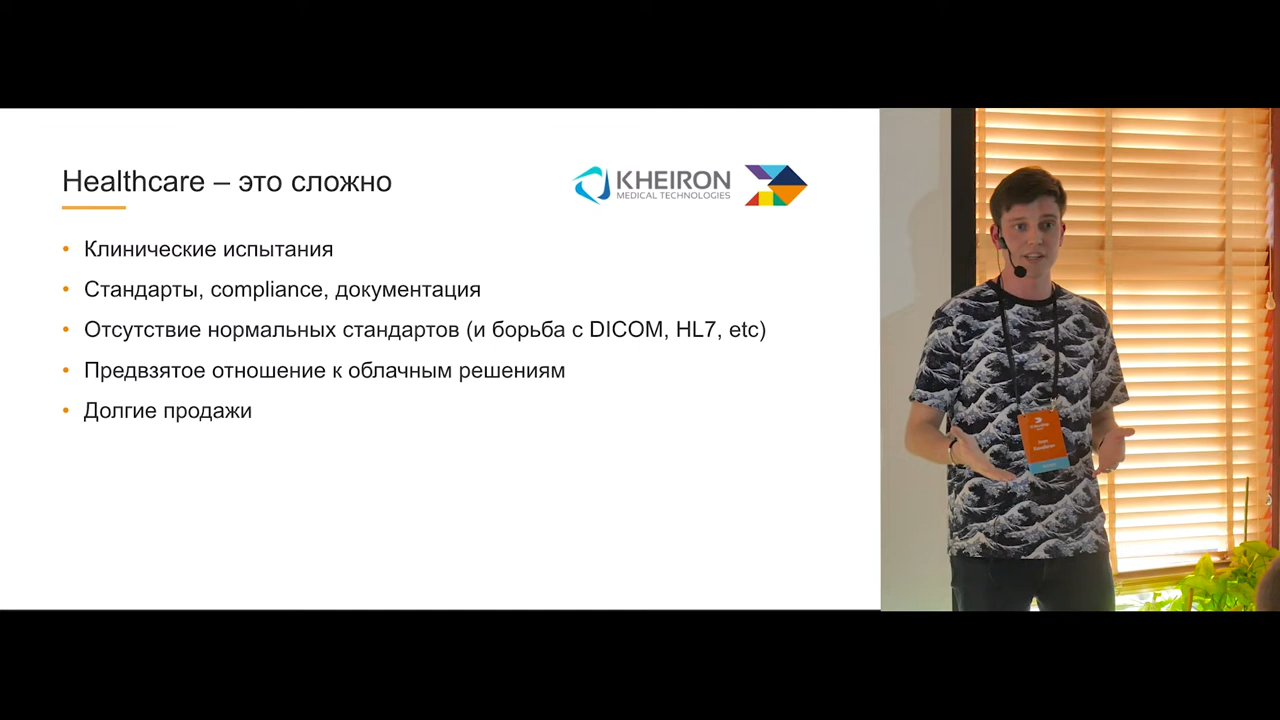 Healthcare – это сложно
KHEIRON
MEDICAL TECHNOLOGIES
• Клинические испытания
• Стандарты, compliance, документация
• Отсутствие нормальных стандартов (и борьба с DICOM, HL7, etc)
• Предвзятое отношение к облачным решениям
• Долгие продажи